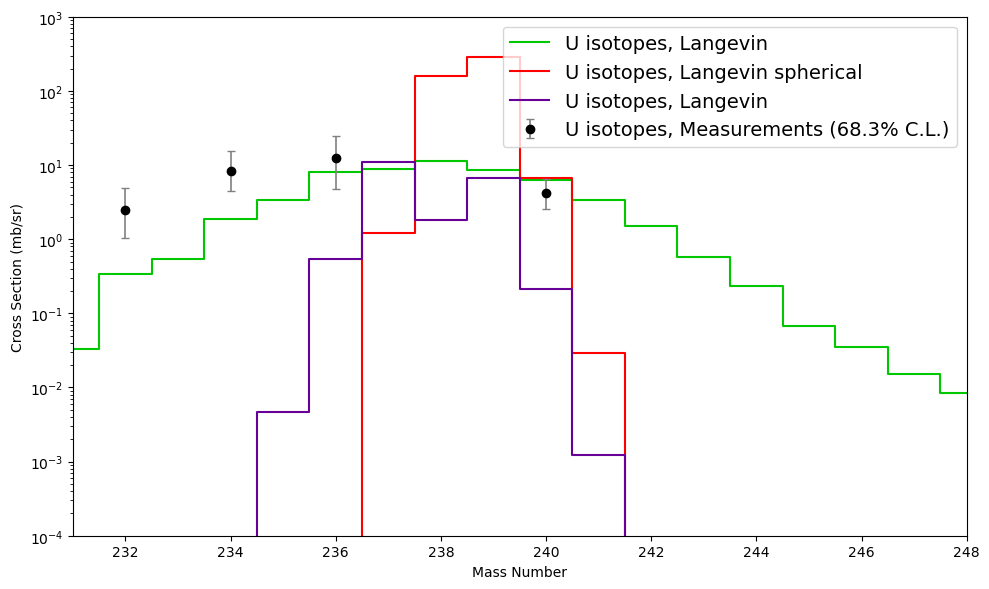 U isotopes, Langevin
U isotopes, Langevin spherical
U isotopes, Langevin
U isotopes, Measurements (68.3% C.L.)
Cross Section (mb/sr)
10³
10²
10¹
10⁰
10⁻¹
10⁻²
10⁻³
10⁻⁴
232 234 236 238 240 242 244 246 248
Mass Number